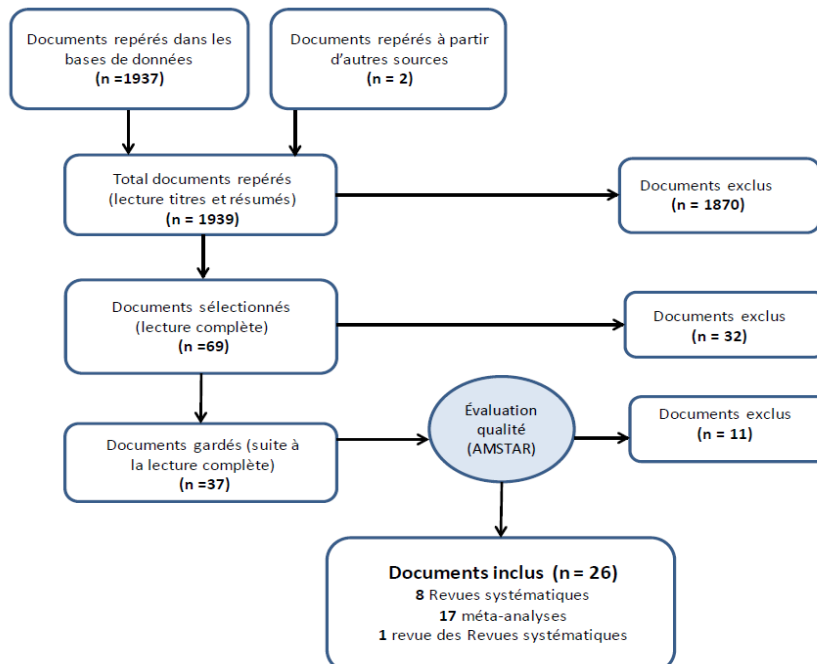 Documents repérés dans les
bases de données
(n =1937)
Documents repérés à partir
d'autres sources
(n = 2)
Total documents repérés
(lecture titres et résumés)
(n = 1939)
Documents exclus
(n = 1870)
Documents sélectionnés
(lecture complète)
(n =69)
Documents exclus
(n = 32)
Documents gardés (suite à
la lecture complète)
(n =37)
Évaluation
qualité
(AMSTAR)
Documents exclus
(n = 11)
Documents inclus (n = 26)
8 Revues systématiques
17 méta-analyses
1 revue des Revues systématiques